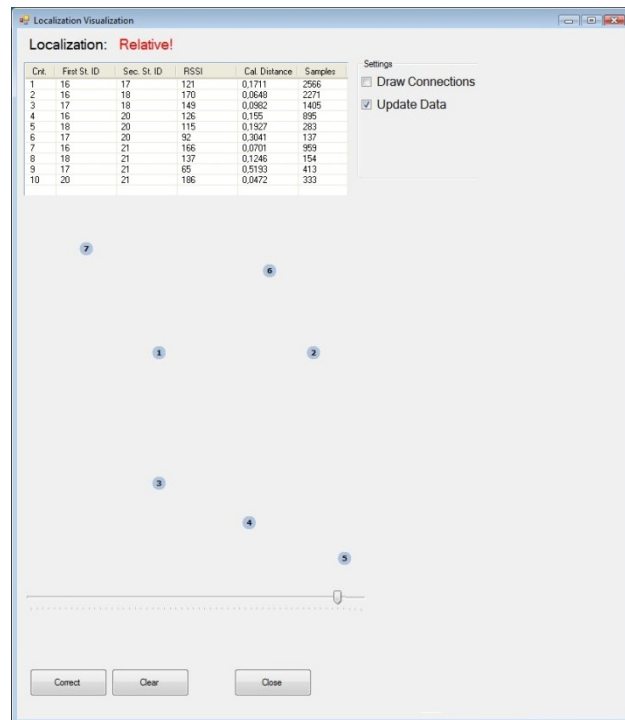 Localization Visualization
Localization: Relative!
Cnt. First St. ID Sec. St. ID RSSI Cal. Distance Samples
1 16 17 121 0,1711 2566
2 16 18 170 0,0648 2271
3 17 18 149 0,0982 1405
4 16 20 126 0,155 895
5 18 20 115 0,1927 283
6 17 20 92 0,3041 137
7 16 21 166 0,0701 959
8 18 21 137 0,1246 154
9 17 21 65 0,5193 413
10 20 21 186 0,0472 333
Settings
Draw Connections
Update Data
7
6
1 2
3
4
5
Correct Clear Close